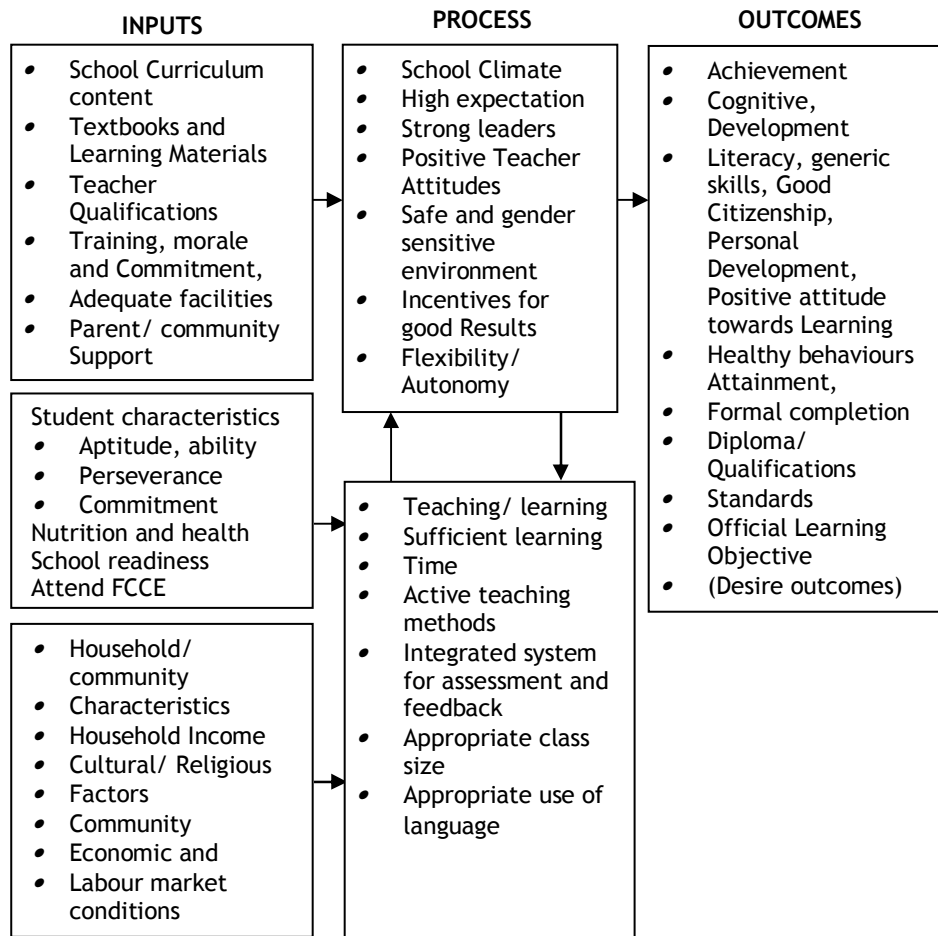 INPUTS
• School Curriculum
content
• Textbooks and
Learning Materials
• Teacher
Qualifications
• Training, morale
and Commitment,
• Adequate facilities
• Parent/ community
Support
Student characteristics
• Aptitude, ability
• Perseverance
• Commitment
Nutrition and health
School readiness
Attend FCCE
• Household/
community
• Characteristics
• Household Income
• Cultural/ Religious
• Factors
• Community
• Economic and
• Labour market
conditions
PROCESS
• School Climate
• High expectation
• Strong leaders
• Positive Teacher
Attitudes
• Safe and gender
sensitive
environment
• Incentives for
good Results
• Flexibility/
Autonomy
• Teaching/ learning
• Sufficient learning
• Time
• Active teaching
methods
• Integrated system
for assessment and
feedback
• Appropriate class
size
• Appropriate use of
language
OUTCOMES
• Achievement
• Cognitive,
Development
• Literacy, generic
skills, Good
Citizenship,
Personal
Development,
Positive attitude
towards Learning
• Healthy behaviours
Attainment,
• Formal completion
• Diploma/
Qualifications
• Standards
• Official Learning
Objective
• (Desire outcomes)